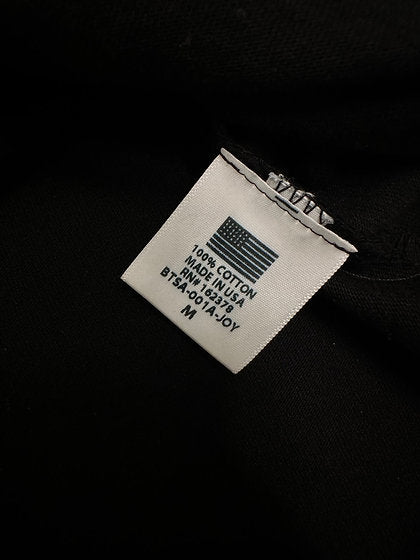 100% COTTON
MADE IN USA
RN# 162378
BTSA-001A-JOY
M